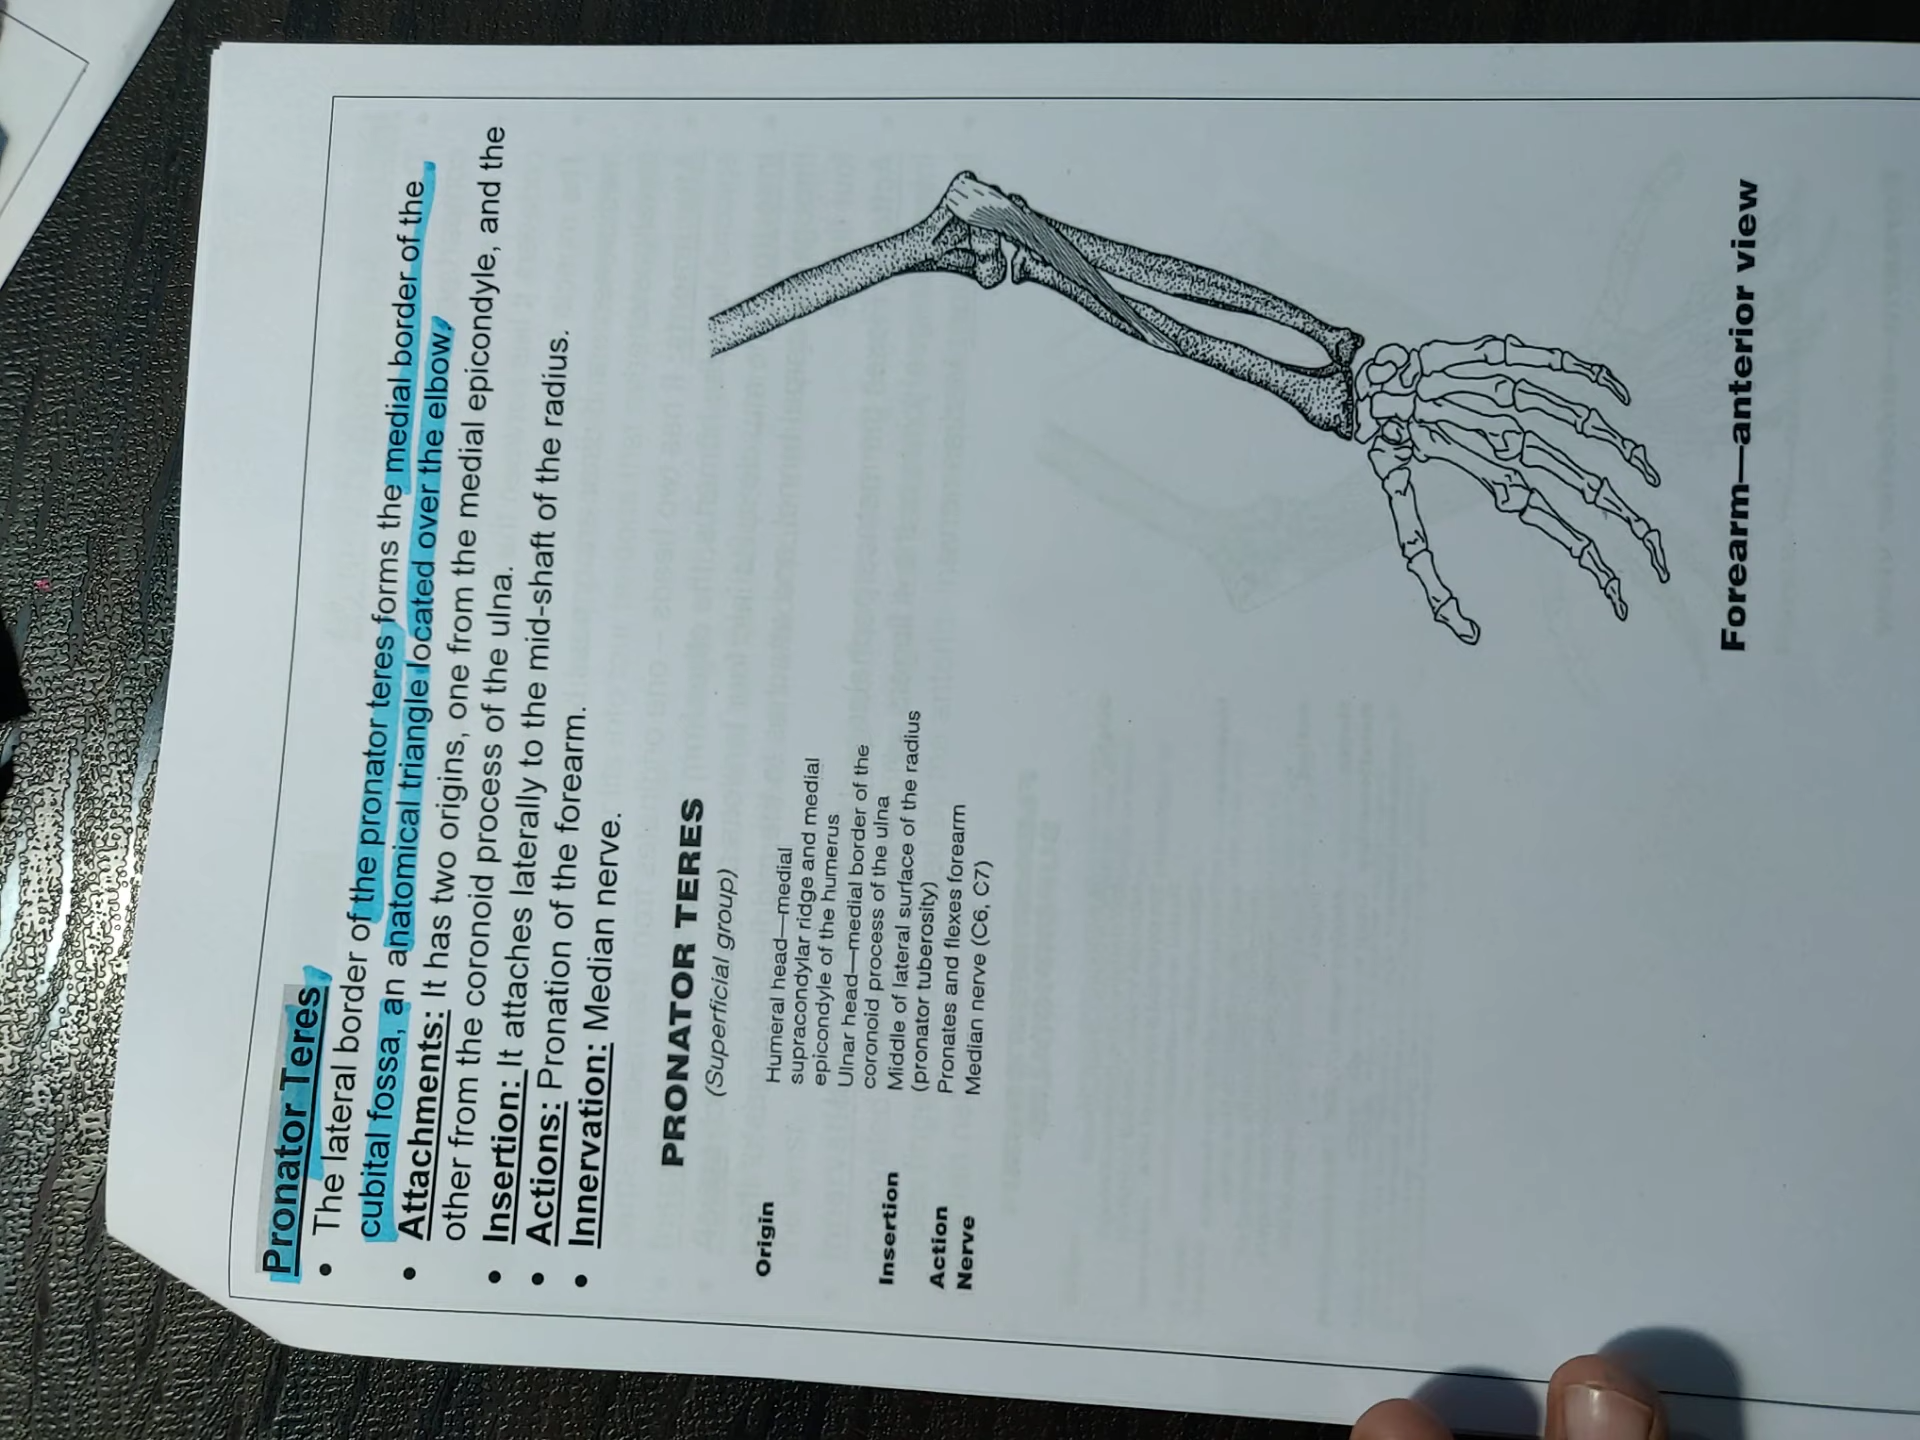 Pronator Teres
• The lateral border of the pronator teres forms the medial border of the
cubital fossa, an anatomical triangle located over the elbow.
• Attachments: It has two origins, one from the medial epicondyle, and the
other from the coronoid process of the ulna.
• Insertion: It attaches laterally to the mid-shaft of the radius.
• Actions: Pronation of the forearm.
• Innervation: Median nerve.
PRONATOR TERES
(Superficial group)
Origin Humeral head—medial
supracondylar ridge and medial
epicondyle of the humerus
Ulnar head—medial border of the
coronoid process of the ulna
Insertion Middle of lateral surface of the radius
(pronator tuberosity)
Action Pronates and flexes forearm
Nerve Median nerve (C6, C7)
Forearm—anterior view